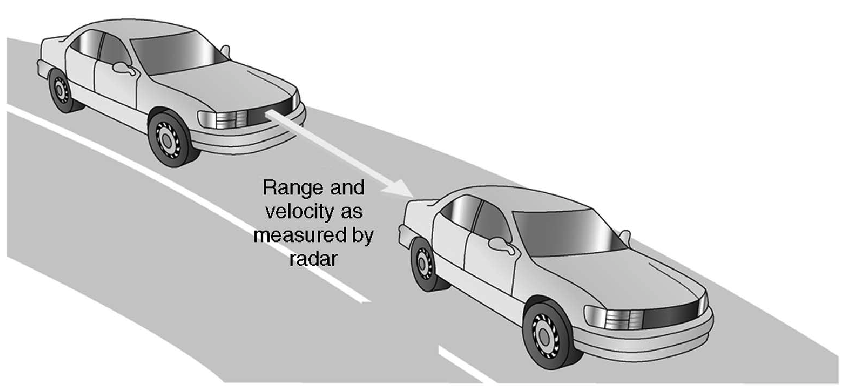 Range and
velocity as
measured by
radar